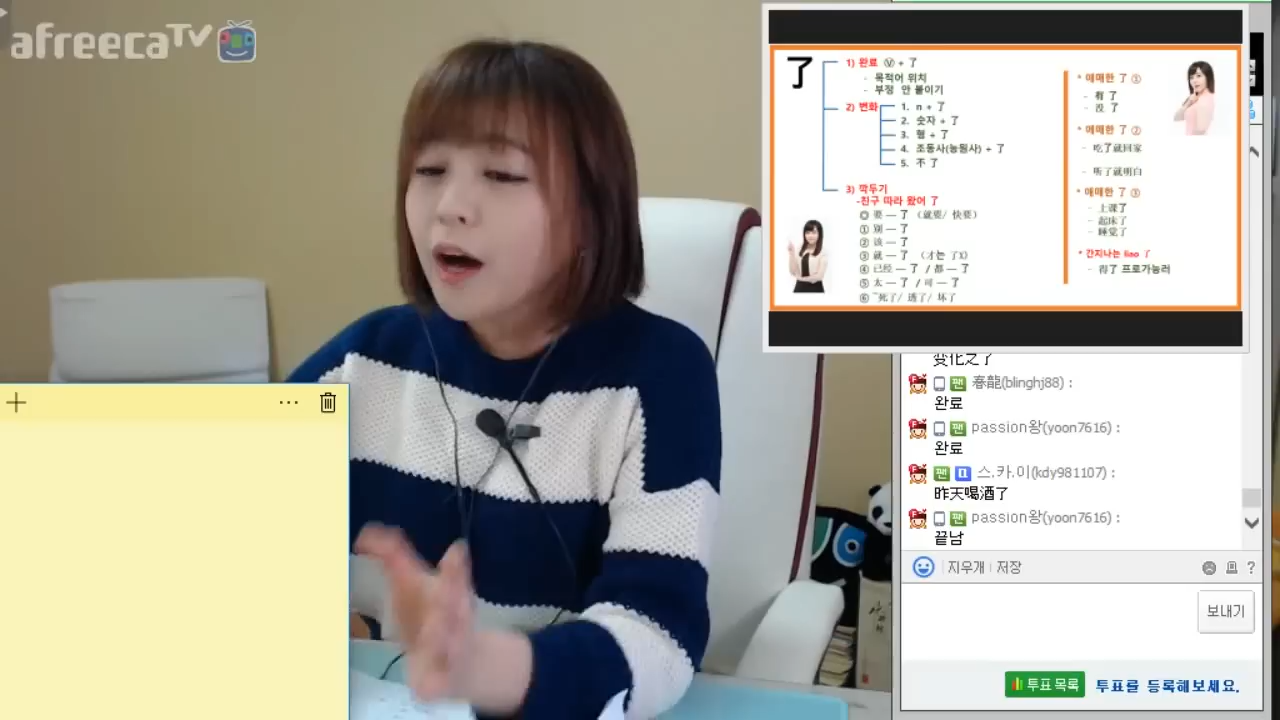 afreecaTV
了
1) 완료 Ⓥ + 了
- 목적어 위치
- 부정 안 붙이기
2) 변화
1. n + 了
2. 숫자 + 了
3. 형 + 了
4. 조동사(능원사) + 了
5. 不 了
3) 깍두기
-친구 따라 왔어 了
◎ 要 — 了 (就要/ 快要)
① 别 — 了
② 该 — 了
③ 就 — 了 (才는 了X)
④ 已经 — 了 / 都 — 了
⑤ 太 — 了 / 可 — 了
⑥ ~死了/ 透了/ 坏了
* 애매한 了 ①
- 有 了
- 没 了
* 애매한 了 ②
- 吃了就回家
- 听了就明白
* 애매한 了 ③
- 上课了
- 起床了
- 睡觉了
* 간지나는 liao 了
- 得了 프로가능러
变化之了
팬 春龍(blinghj88) :
완료
팬 passion왕(yoon7616) :
완료
팬 스.카.이(kdy981107) :
昨天喝酒了
팬 passion왕(yoon7616) :
끝남
지우개 | 저장
?
보내기
투표 목록 투표를 등록해보세요.